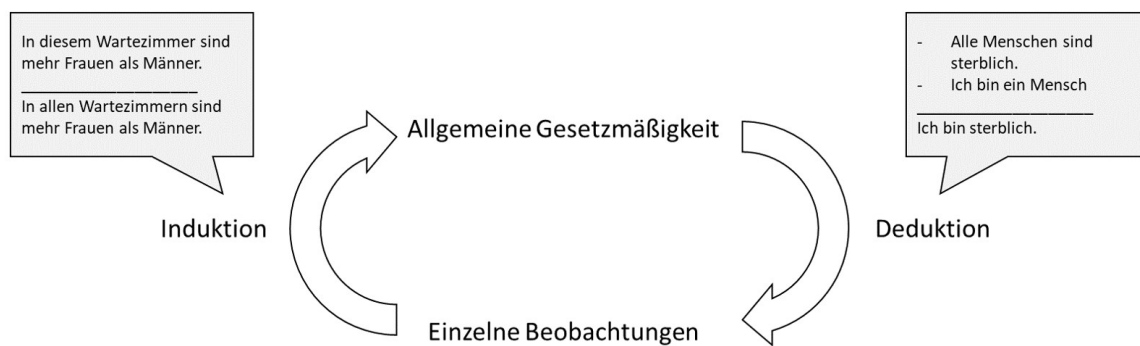 In diesem Wartezimmer sind
mehr Frauen als Männer.
In allen Wartezimmern sind
mehr Frauen als Männer.
- Alle Menschen sind
sterblich.
- Ich bin ein Mensch
Ich bin sterblich.
Allgemeine Gesetzmäßigkeit
Induktion
Deduktion
Einzelne Beobachtungen